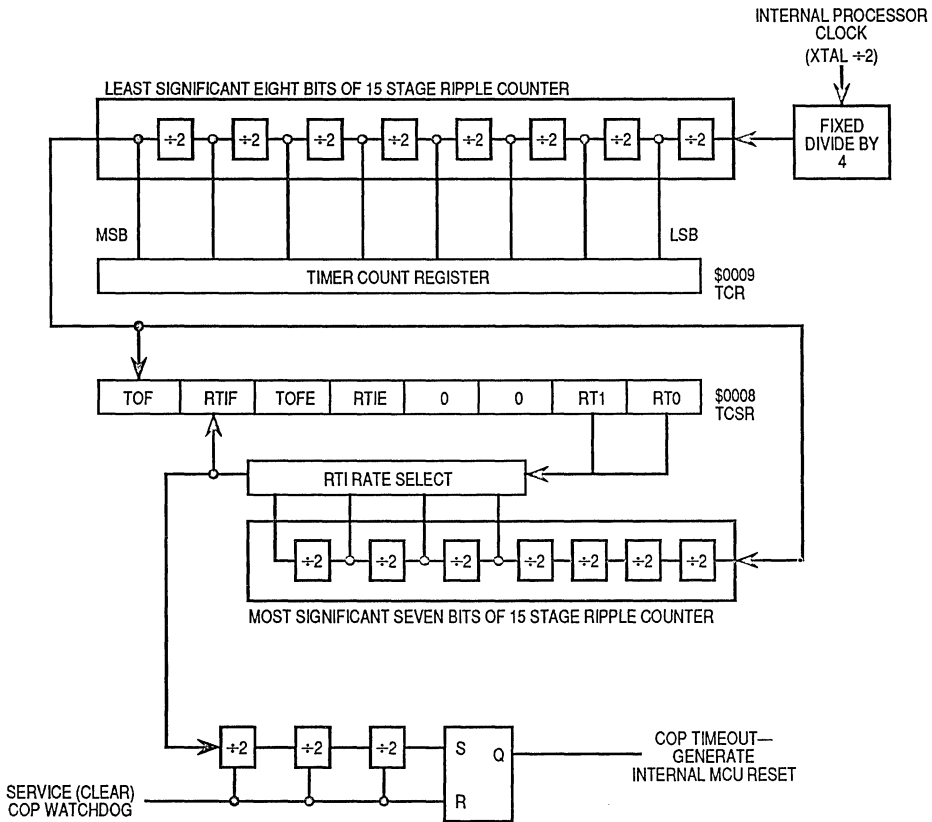 INTERNAL PROCESSOR
CLOCK
(XTAL ÷2)
LEAST SIGNIFICANT EIGHT BITS OF 15 STAGE RIPPLE COUNTER
÷2 ÷2 ÷2 ÷2 ÷2 ÷2 ÷2 ÷2
FIXED
DIVIDE BY
4
MSB
LSB
TIMER COUNT REGISTER
$0009
TCR
TOF RTIF TOFE RTIE 0 0 RT1 RT0
$0008
TCSR
RTI RATE SELECT
÷2 ÷2 ÷2 ÷2 ÷2 ÷2 ÷2
MOST SIGNIFICANT SEVEN BITS OF 15 STAGE RIPPLE COUNTER
÷2 ÷2 ÷2
S Q
R
COP TIMEOUT—
GENERATE
INTERNAL MCU RESET
SERVICE (CLEAR)
COP WATCHDOG